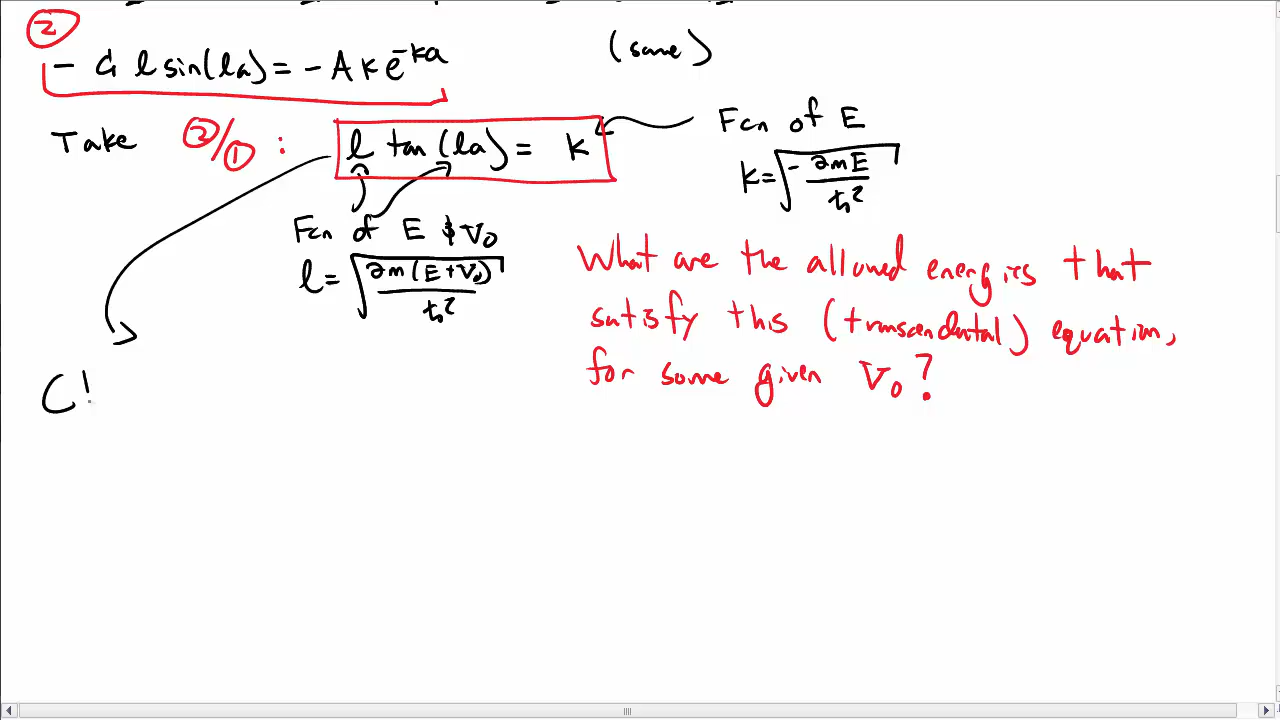 ②
- G l sin(la) = - A k e^{-ka}
(same)
Take ②/① : l tan (la) = k
Fcn of E
k = √(-2mE/ħ²)
Fcn of E & V₀
l = √(2m(E+V₀)/ħ²)
What are the allowed energies that
satisfy this (transcendental) equation,
for some given V₀?